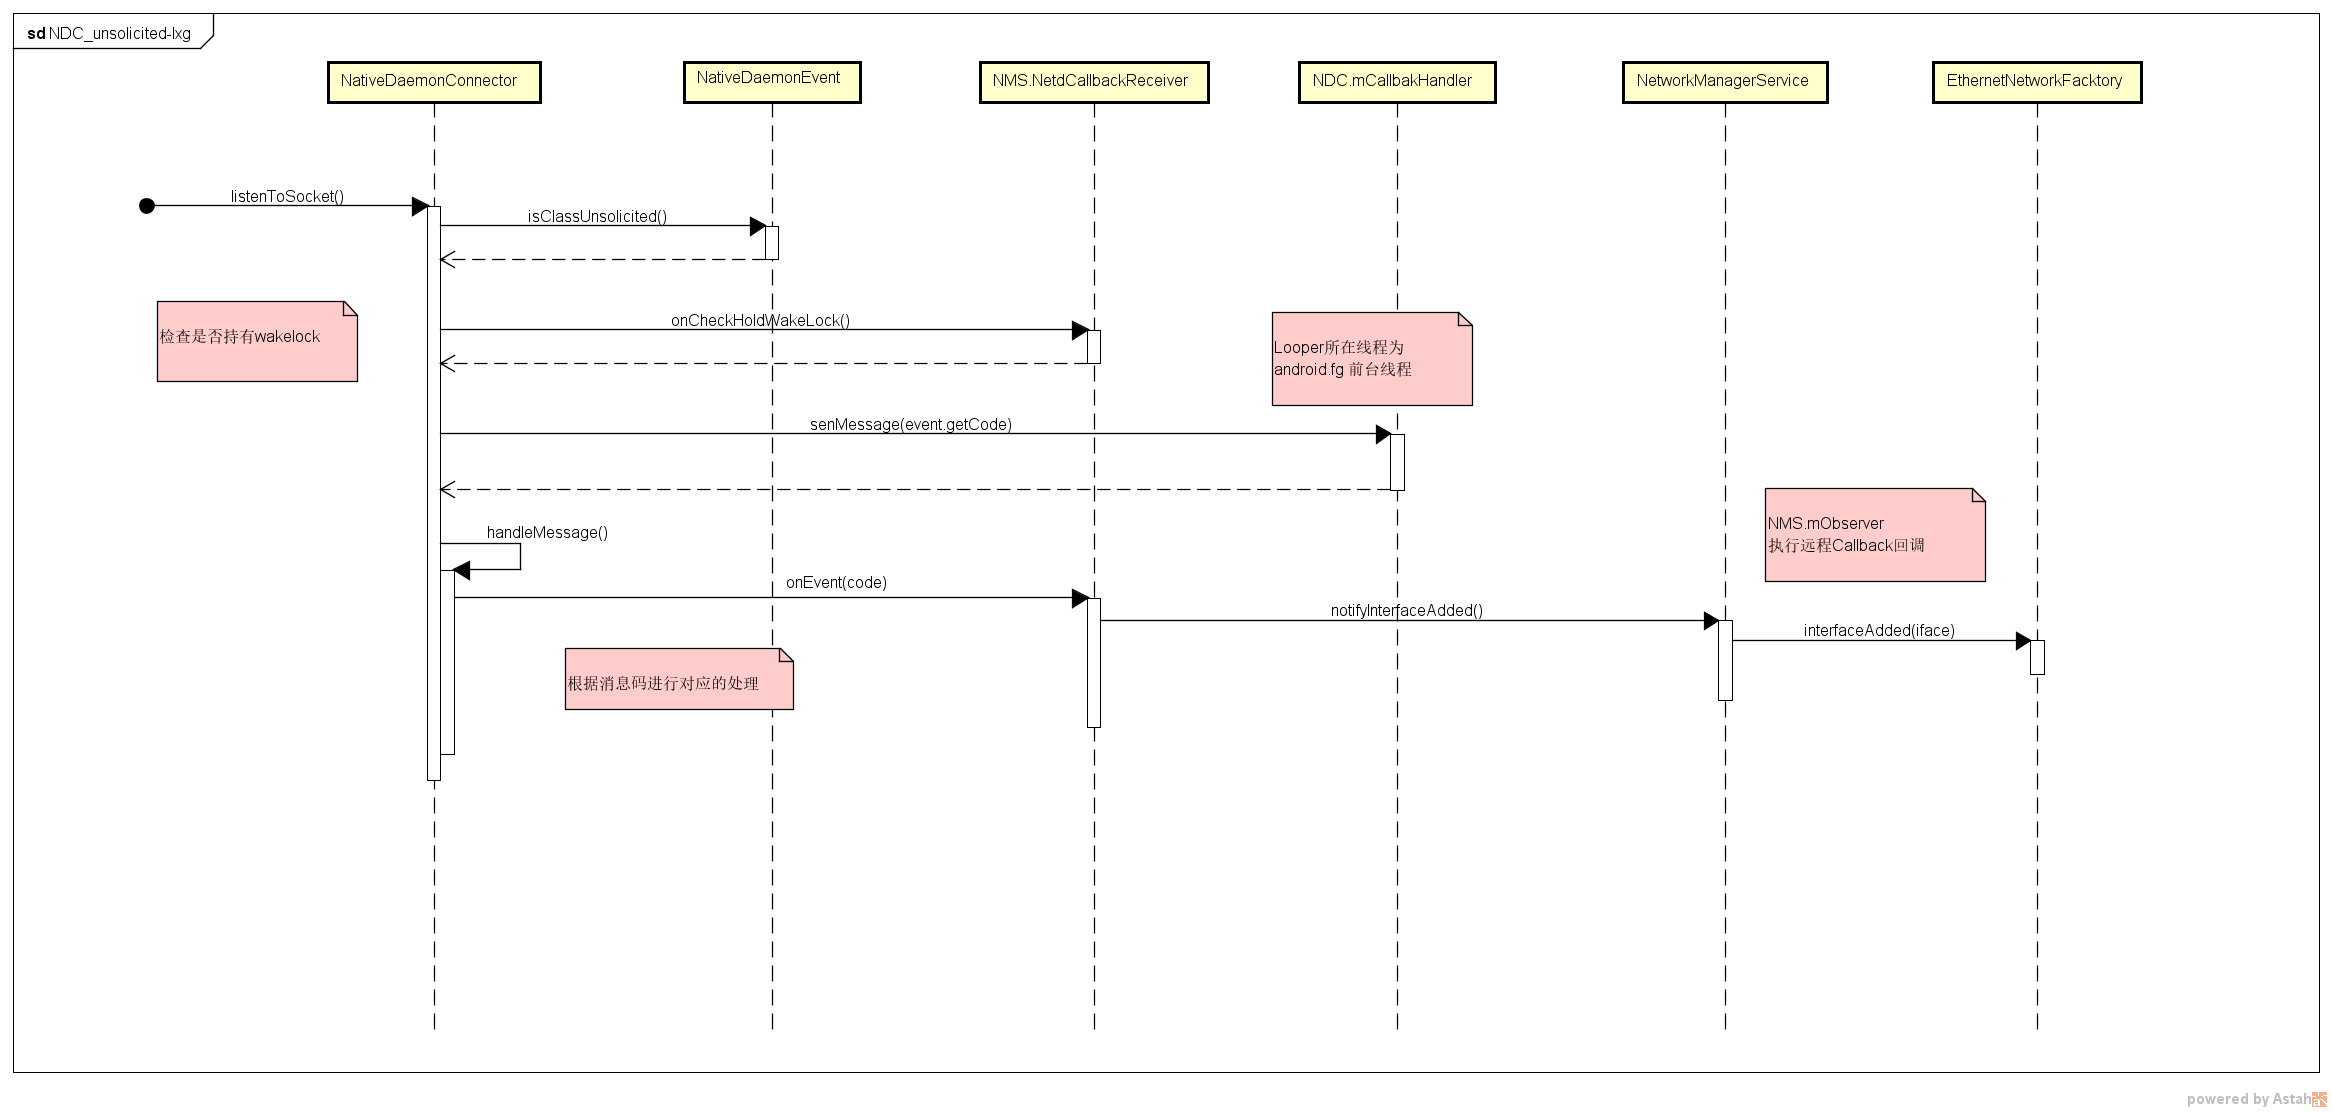 sd NDC_unsolicited-lxg
NativeDaemonConnector
NativeDaemonEvent
NMS.NetdCallbackReceiver
NDC.mCallbakHandler
NetworkManagerService
EthernetNetworkFacktory
listenToSocket()
isClassUnsolicited()
检查是否持有wakelock
onCheckHoldWakeLock()
Looper所在线程为
android.fg 前台线程
senMessage(event.getCode)
handleMessage()
NMS.mObserver
执行远程Callback回调
onEvent(code)
notifyInterfaceAdded()
interfaceAdded(iface)
根据消息码进行对应的处理
powered by Astah